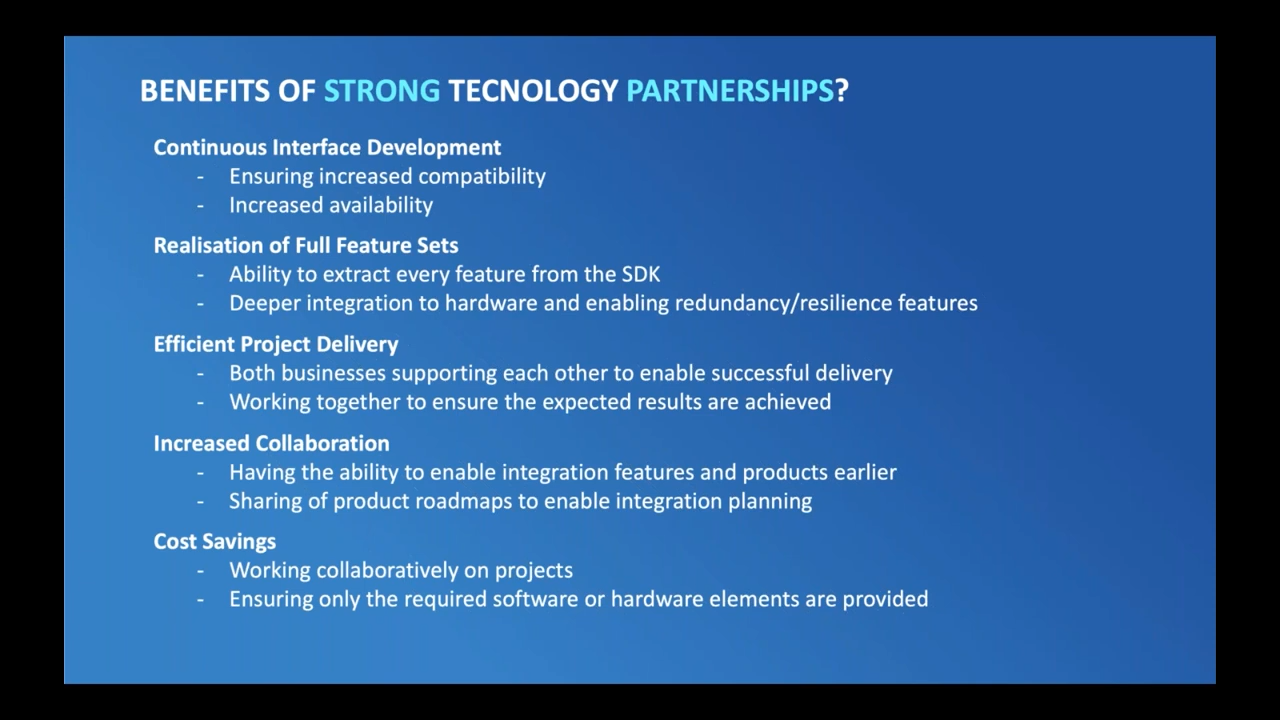 BENEFITS OF STRONG TECNOLOGY PARTNERSHIPS?
Continuous Interface Development
- Ensuring increased compatibility
- Increased availability
Realisation of Full Feature Sets
- Ability to extract every feature from the SDK
- Deeper integration to hardware and enabling redundancy/resilience features
Efficient Project Delivery
- Both businesses supporting each other to enable successful delivery
- Working together to ensure the expected results are achieved
Increased Collaboration
- Having the ability to enable integration features and products earlier
- Sharing of product roadmaps to enable integration planning
Cost Savings
- Working collaboratively on projects
- Ensuring only the required software or hardware elements are provided